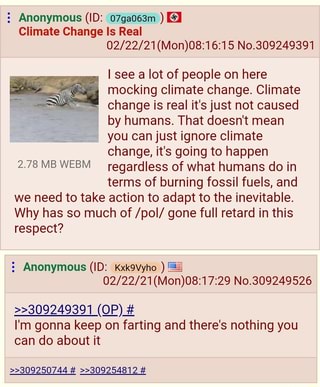 Anonymous (ID: 07ga063m)
Climate Change Is Real
02/22/21(Mon)08:16:15 No.309249391
I see a lot of people on here
mocking climate change. Climate
change is real it's just not caused
by humans. That doesn't mean
you can just ignore climate
change, it's going to happen
2.78 MB WEBM
regardless of what humans do in
terms of burning fossil fuels, and
we need to take action to adapt to the inevitable.
Why has so much of /pol/ gone full retard in this
respect?
Anonymous (ID: Kxk9Vyho)
02/22/21(Mon)08:17:29 No.309249526
>>309249391 (OP) #
I'm gonna keep on farting and there's nothing you
can do about it
>>309250744 # >>309254812 #